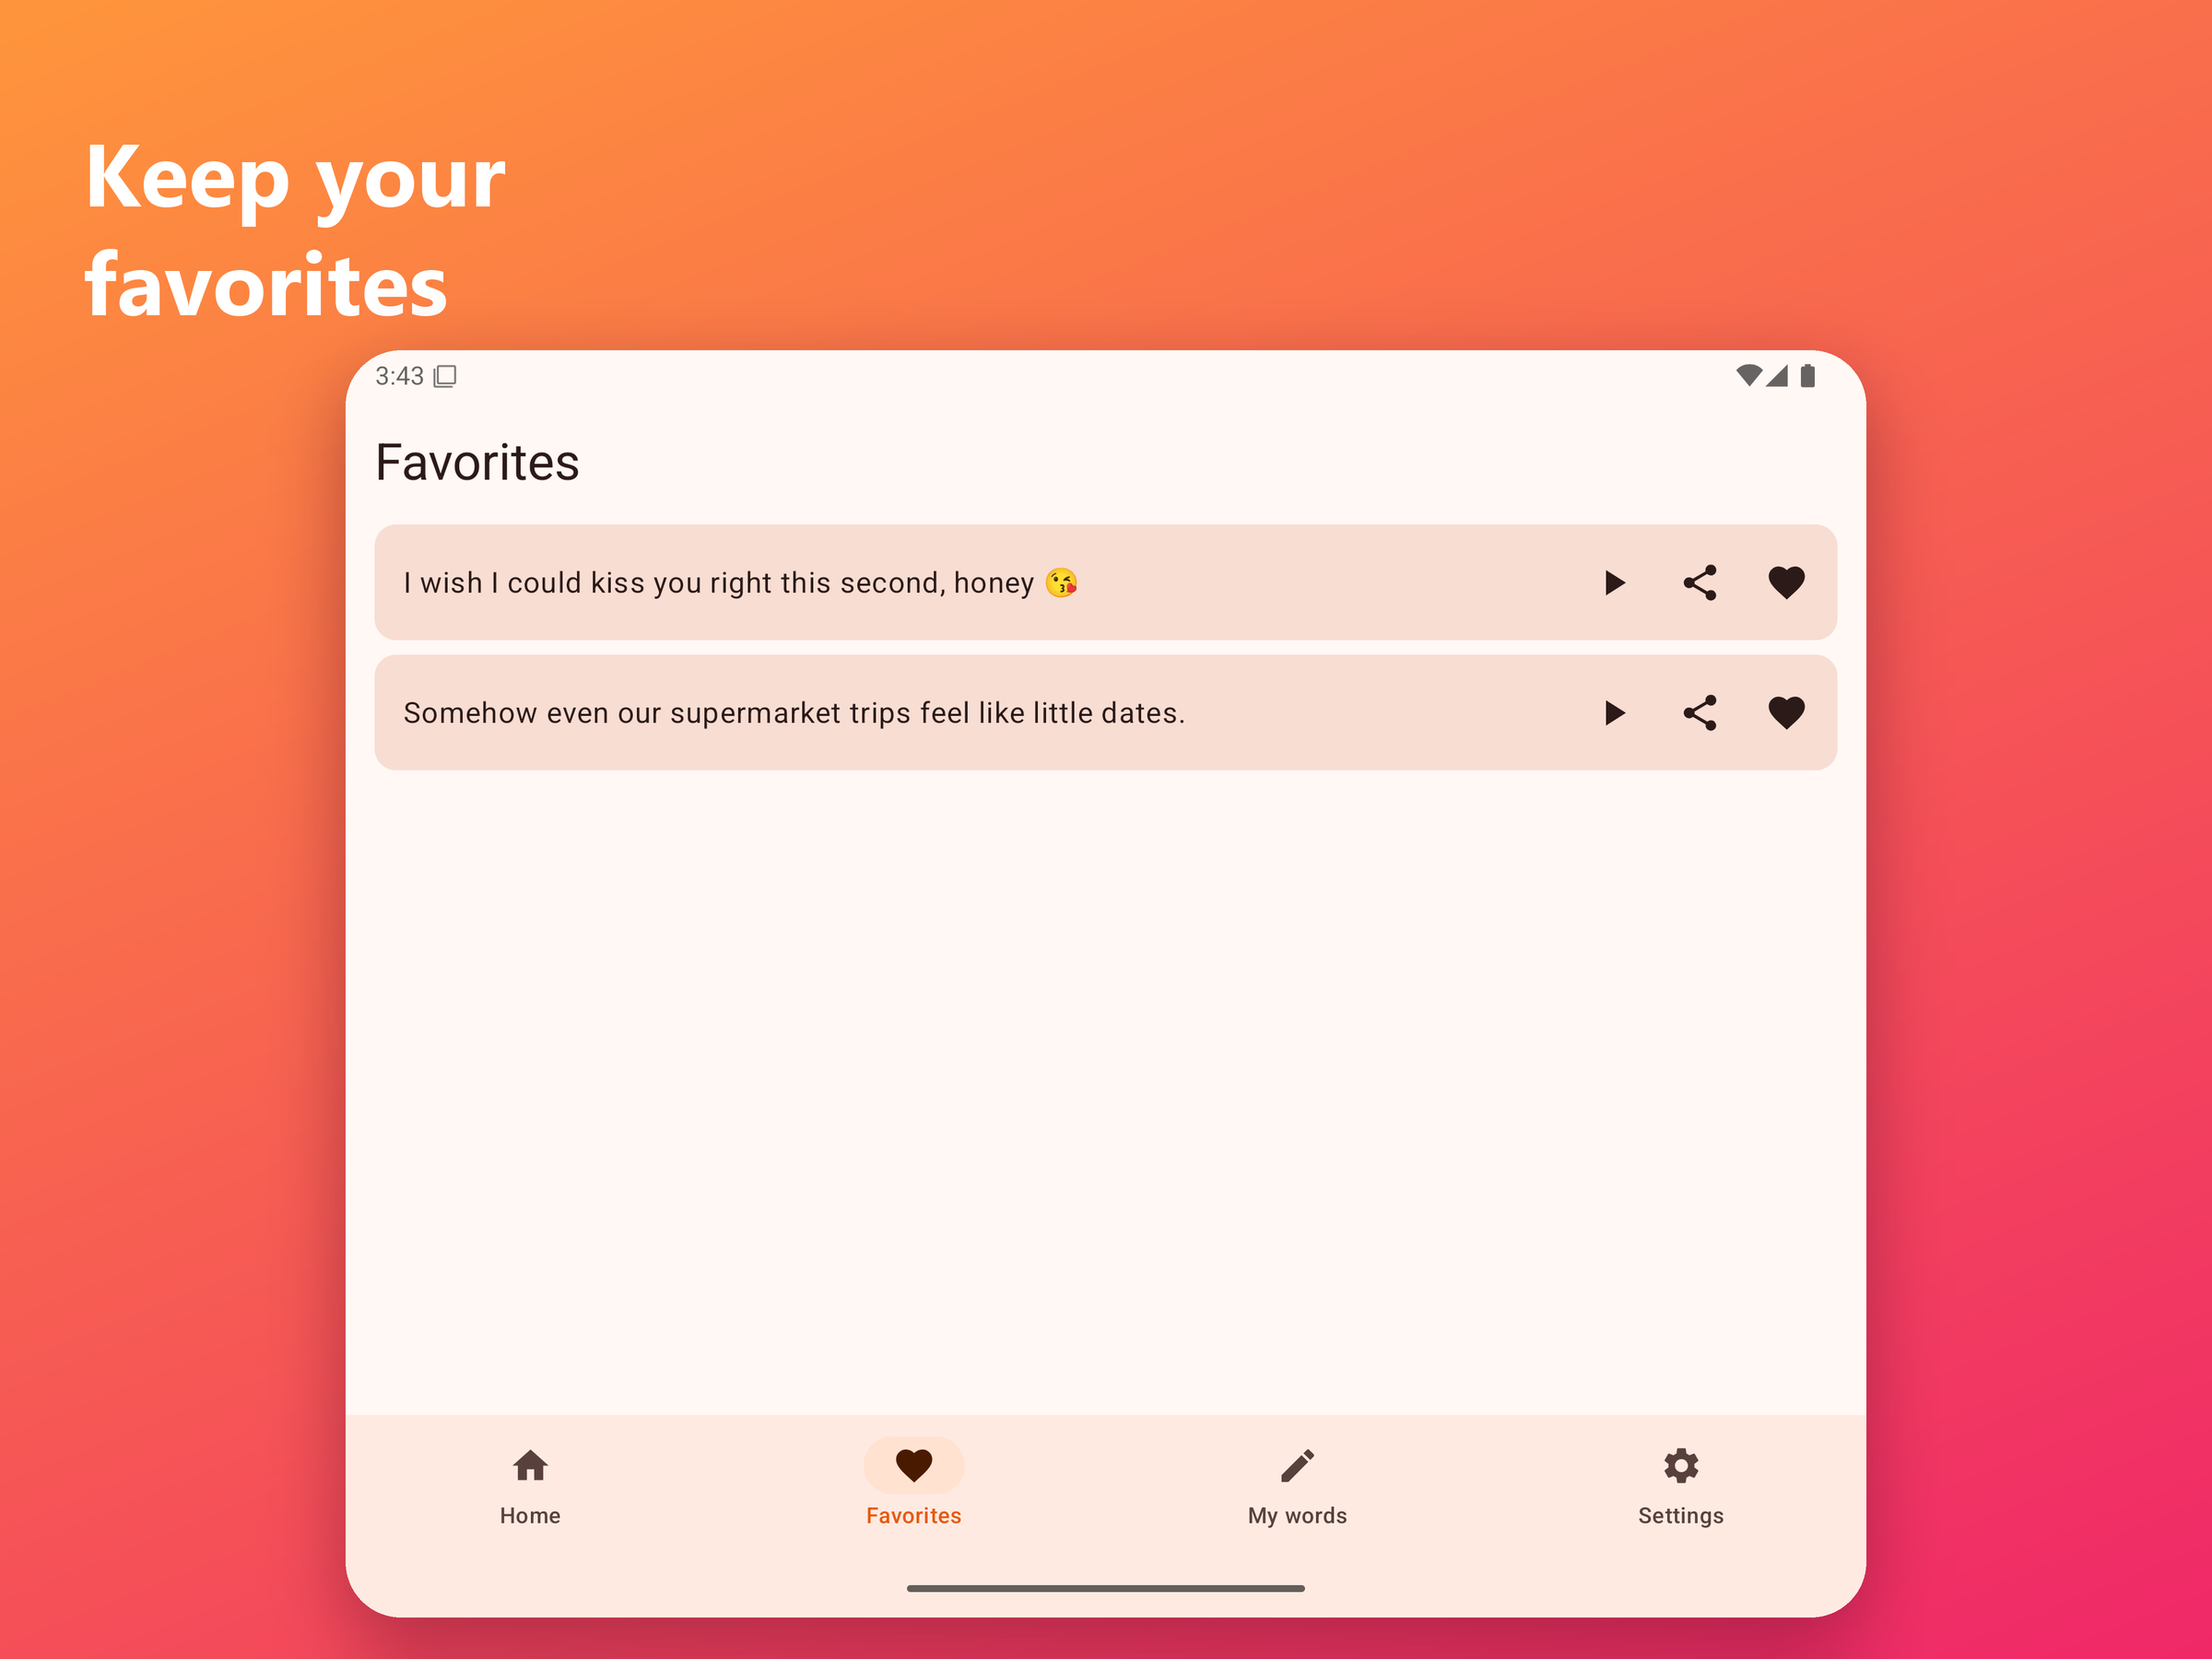 Keep your
favorites
3:43
Favorites
I wish I could kiss you right this second, honey 😘
Somehow even our supermarket trips feel like little dates.
Home
Favorites
My words
Settings